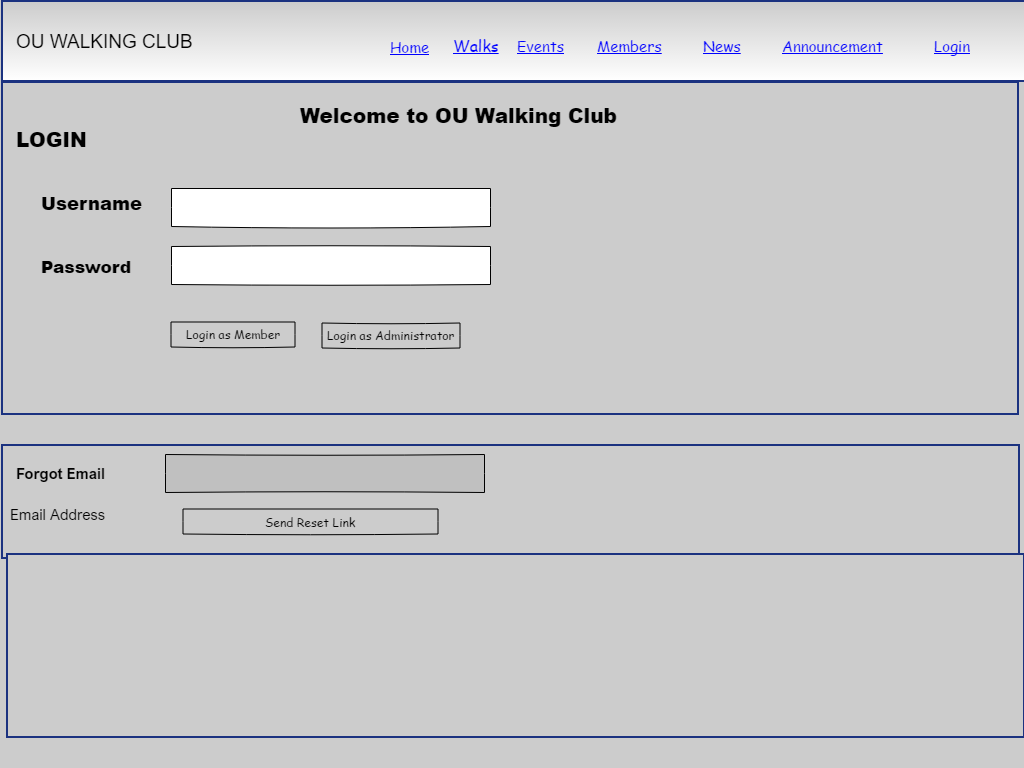 OU WALKING CLUB
Home Walks Events Members News Announcement Login
Welcome to OU Walking Club
LOGIN
Username
Password
Login as Member Login as Administrator
Forgot Email
Email Address
Send Reset Link